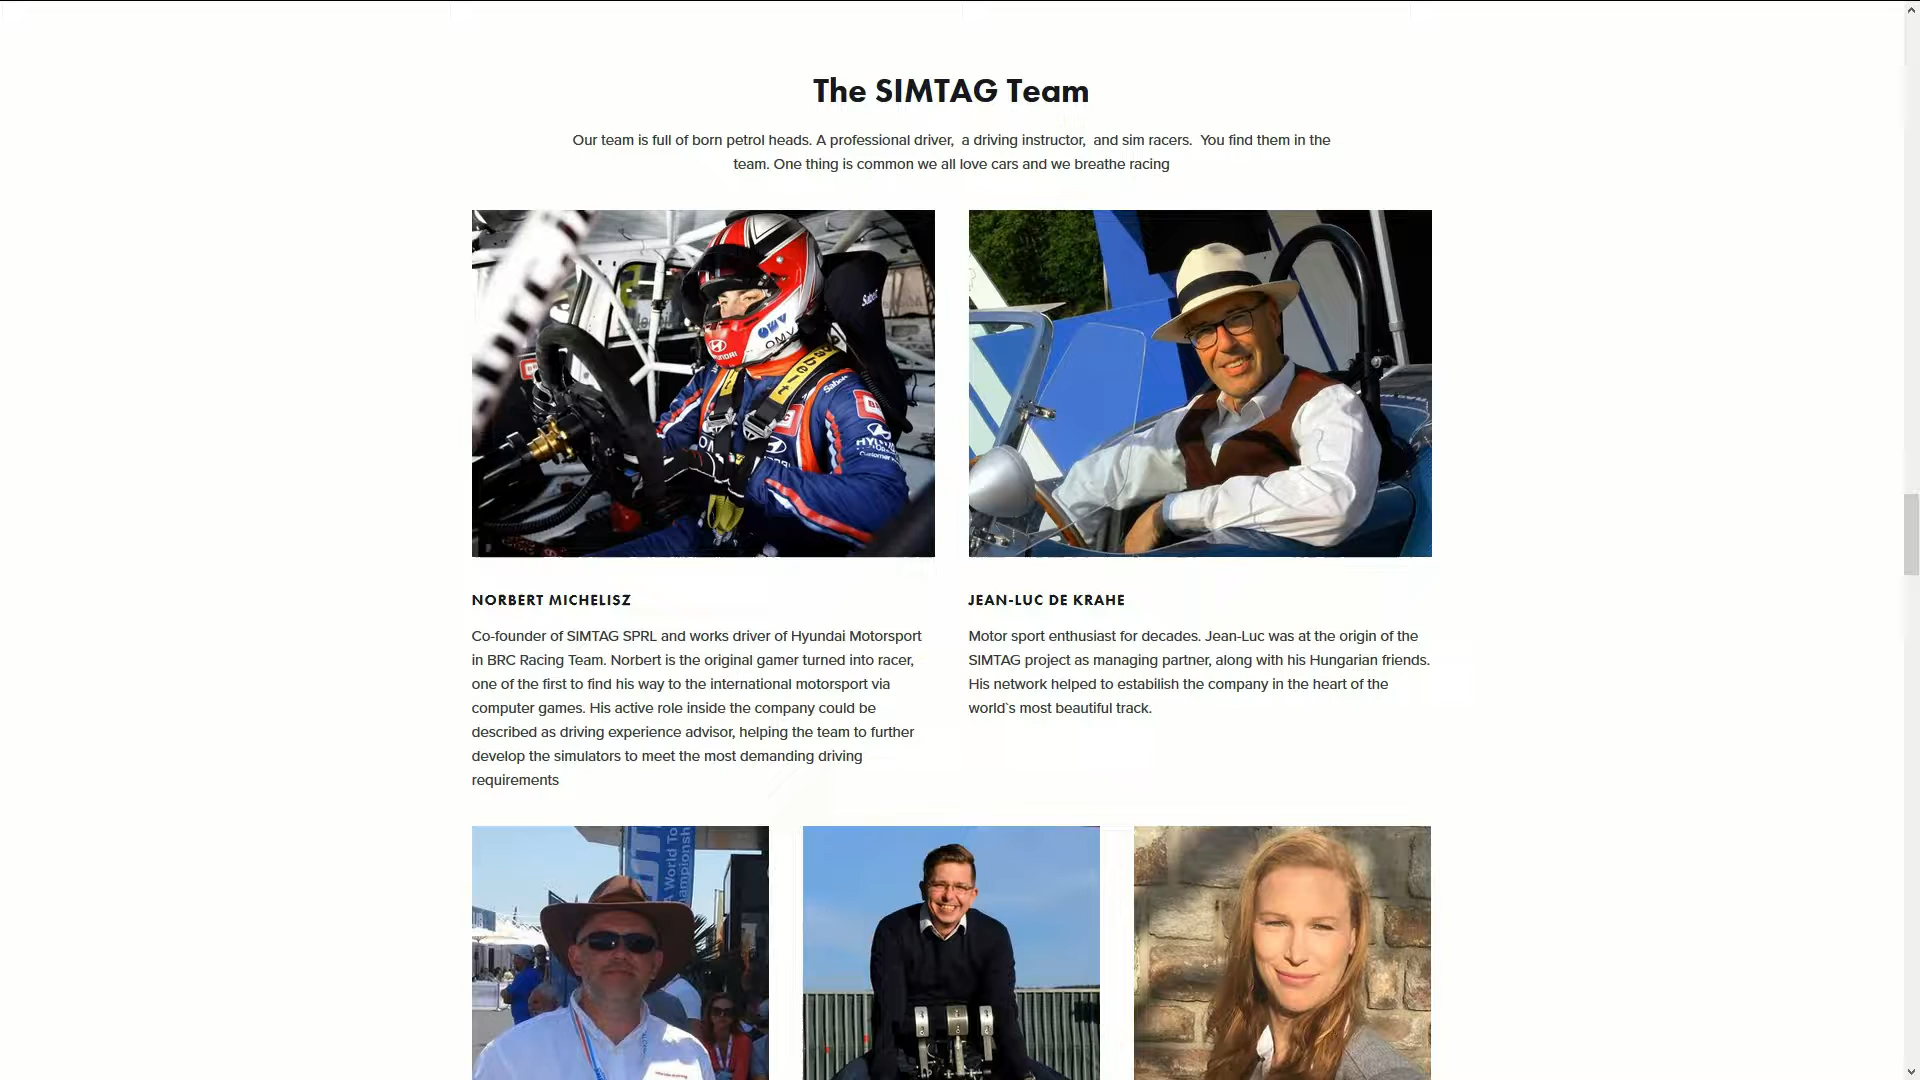 The SIMTAG Team
Our team is full of born petrol heads. A professional driver,  a driving instructor,  and sim racers.  You find them in the
team. One thing is common we all love cars and we breathe racing
OMV
OMV
Sabelt
HYUNDAI
NORBERT MICHELISZ
Co-founder of SIMTAG SPRL and works driver of Hyundai Motorsport
in BRC Racing Team. Norbert is the original gamer turned into racer,
one of the first to find his way to the international motorsport via
computer games. His active role inside the company could be
described as driving experience advisor, helping the team to further
develop the simulators to meet the most demanding driving
requirements
JEAN-LUC DE KRAHE
Motor sport enthusiast for decades. Jean-Luc was at the origin of the
SIMTAG project as managing partner, along with his Hungarian friends.
His network helped to estabilish the company in the heart of the
world`s most beautiful track.
World To
ampionsh